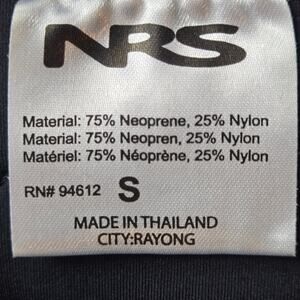 NRS
Material: 75% Neoprene, 25% Nylon
Material: 75% Neopren, 25% Nylon
Matériel: 75% Néoprène, 25% Nylon
RN# 94612 S
MADE IN THAILAND
CITY:RAYONG